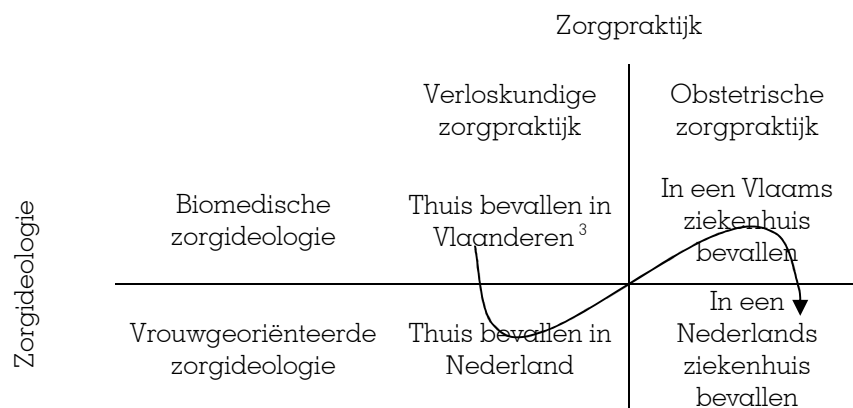 Zorgpraktijk
Verloskundige
zorgpraktijk
Obstetrische
zorgpraktijk
Zorgideologie
Biomedische
zorgideologie
Thuis bevallen in
Vlaanderen ³
In een Vlaams
ziekenhuis
bevallen
Vrouwgeoriënteerde
zorgideologie
Thuis bevallen in
Nederland
In een
Nederlands
ziekenhuis
bevallen